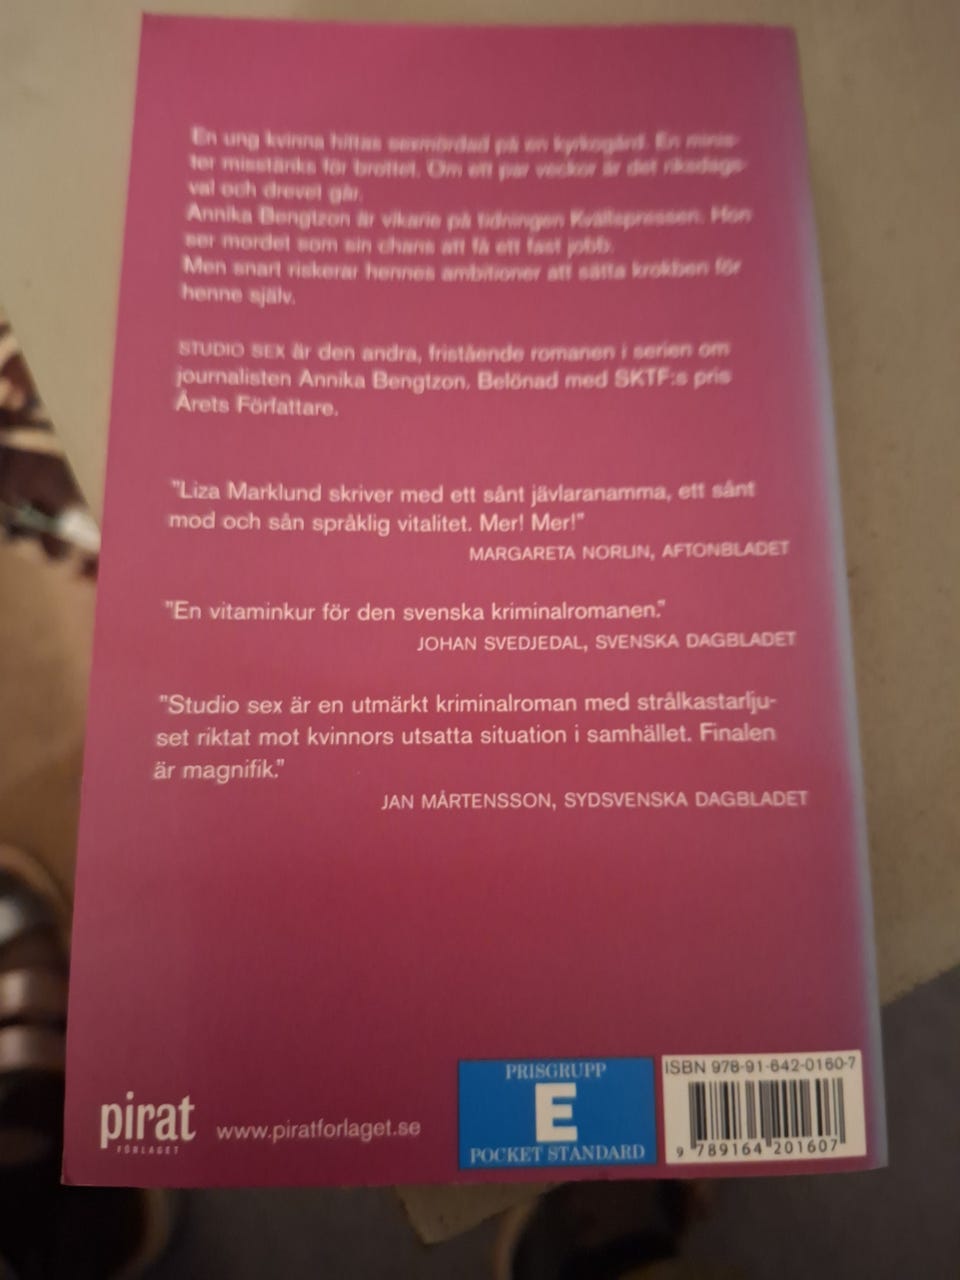 En ung kvinna hittas sexmördad på en kyrkogård. En minis-
ter misstänks för brottet. Om ett par veckor är det riksdags-
val och drevet går.
Annika Bengtzon är vikarie på tidningen Kvällspressen. Hon
ser mordet som sin chans att få ett fast jobb.
Men snart riskerar hennes ambitioner att sätta krokben för
henne själv.
STUDIO SEX är den andra, fristående romanen i serien om
journalisten Annika Bengtzon. Belönad med SKTF:s pris
Årets Författare.
"Liza Marklund skriver med ett sånt jävlaranamma, ett sånt
mod och sån språklig vitalitet. Mer! Mer!"
MARGARETA NORLIN, AFTONBLADET
"En vitaminkur för den svenska kriminalromanen."
JOHAN SVEDJEDAL, SVENSKA DAGBLADET
"Studio sex är en utmärkt kriminalroman med strålkastarlju-
set riktat mot kvinnors utsatta situation i samhället. Finalen
är magnifik."
JAN MÅRTENSSON, SYDSVENSKA DAGBLADET
pirat
FÖRLAGET
www.piratforlaget.se
PRISGRUPP
E
POCKET STANDARD
ISBN 978-91-642-0160-7
9 789164 201607